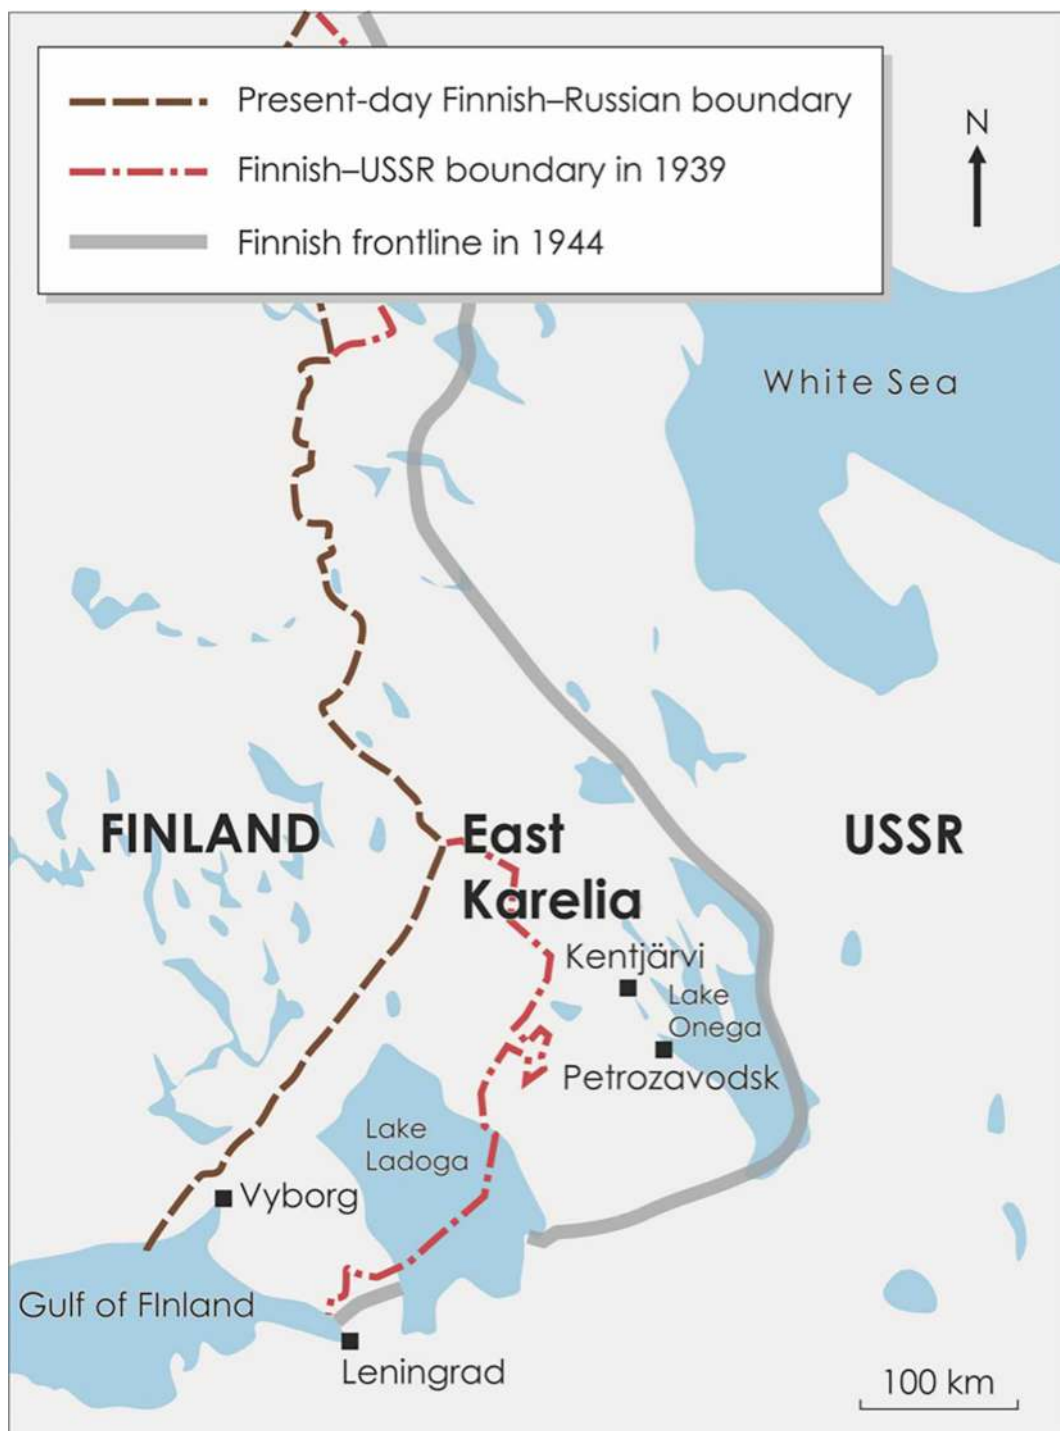 Present-day Finnish–Russian boundary
Finnish–USSR boundary in 1939
Finnish frontline in 1944
N
White Sea
FINLAND
East
Karelia
USSR
Kentjärvi
Lake
Onega
Petrozavodsk
Lake
Ladoga
Vyborg
Gulf of FInland
Leningrad
100 km